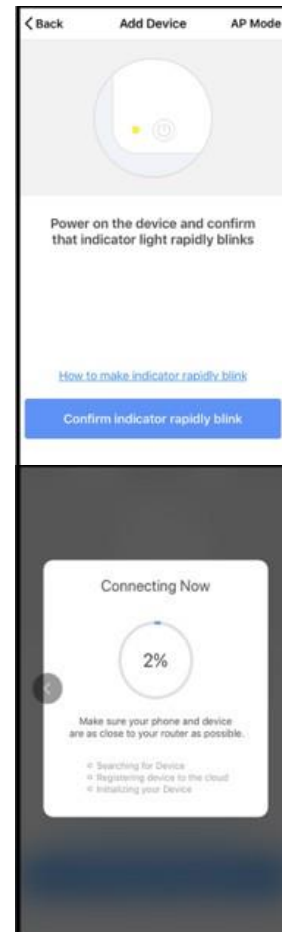 Back Add Device AP Mode
Power on the device and confirm
that indicator light rapidly blinks
How to make indicator rapidly blink
Confirm indicator rapidly blink
Connecting Now
2%
Make sure your phone and device
are as close to your router as possible.
Searching for Device
Registering device to the cloud
Initializing your Device